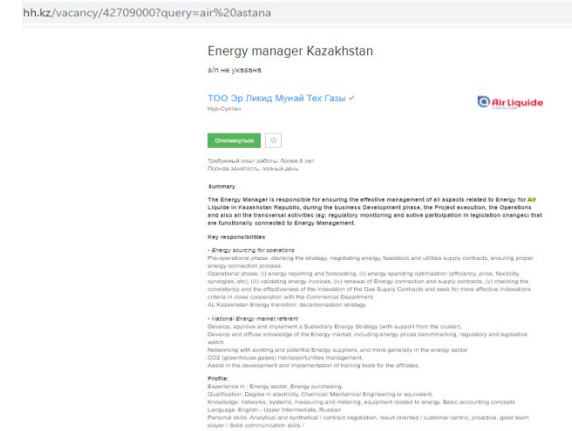 hh.kz/vacancy/42709000?query=air%20astana
Energy manager Kazakhstan
з/п не указана
ТОО Эр Ликид Мунай Тех Газы
Нур-Султан
Air Liquide
Откликнуться
Требуемый опыт работы: более 6 лет
Полная занятость, полный день
Summary
The Energy Manager is responsible for ensuring the effective management of all aspects related to Energy for Air
Liquide in Kazakhstan Republic, during the business Development phase, the Project execution, the Operations
and also all the transversal activities (eg: regulatory monitoring and active participation in legislation changes) that
are functionally connected to Energy Management.
Key responsibilities
- Energy sourcing for operations
Pre-operational phase: devising the strategy, negotiating energy, feedstock and utilities supply contracts, ensuring proper
energy connection process
Operational phase: (i) energy reporting and forecasting, (ii) energy spending optimization (efficiency, price, flexibility,
synergies, etc), (iii) validating energy invoices, (iv) renewal of Energy connection and supply contracts, (v) checking the
consistency and the effectiveness of the indexation of the Gas Supply Contracts and seek for more effective indexations
criteria in close cooperation with the Commercial Department.
AL Kazakhstan Energy transition: decarbonization strategy
- National Energy market referent
Develop, approve and implement a Subsidiary Energy Strategy (with support from the cluster).
Develop and diffuse knowledge of the Energy market, including energy prices benchmarking, regulatory and legislative
watch
Networking with existing and potential Energy suppliers, and more generally in the energy sector
CO2 (greenhouse gases) risk/opportunities management.
Assist in the development and implementation of training tools for the affiliates.
Profile:
Experience in : Energy sector, Energy purchasing.
Qualification: Degree in electricity, Chemical/ Mechanical Engineering or equivalent.
Knowledge: networks, systems, measuring and metering, equipment related to energy, Basic accounting concepts
Language: English - Upper Intermediate, Russian
Personal skills: Analytical and synthetical / contract negotiation, result oriented / customer centric, proactive, good team
player / Solid communication skills /